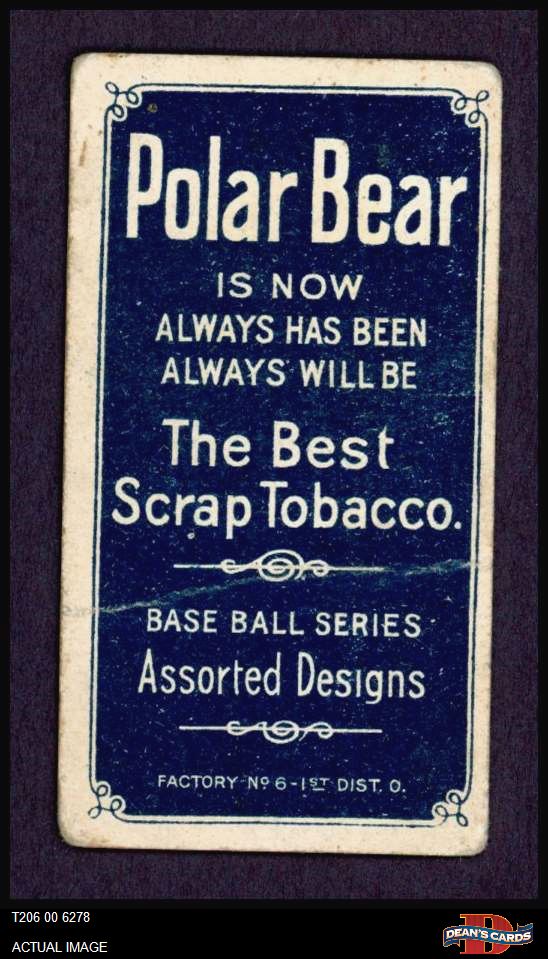 Polar Bear
IS NOW
ALWAYS HAS BEEN
ALWAYS WILL BE
The Best
Scrap Tobacco.
BASE BALL SERIES
Assorted Designs
FACTORY Nº 6-1ST DIST. O.
T206 00 6278
ACTUAL IMAGE
D
DEAN'S CARDS